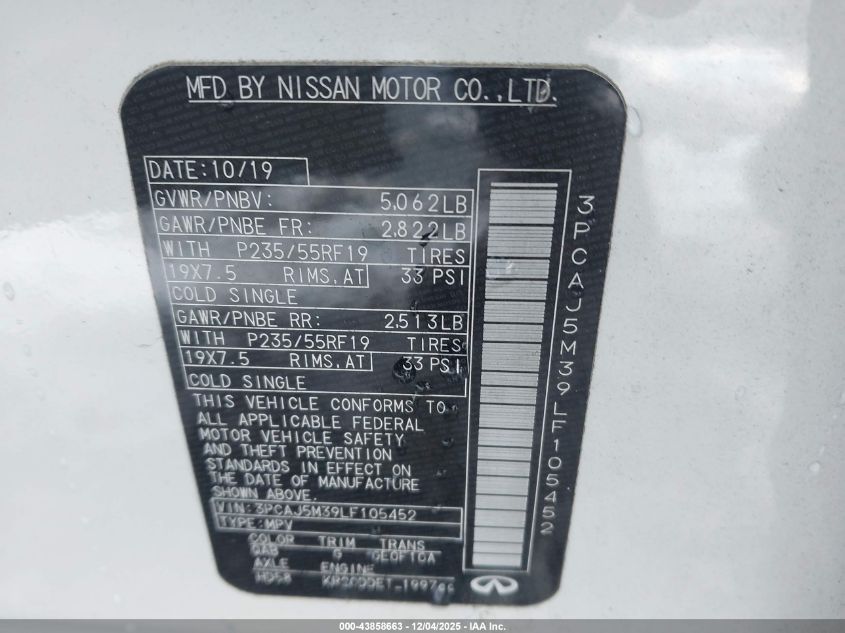 MFD BY NISSAN MOTOR CO.,LTD.
DATE:10/19
GVWR/PNBV: 5,062LB
GAWR/PNBE FR: 2,822LB
WITH P235/55RF19 TIRES
19X7.5 RIMS,AT 33 PSI
COLD SINGLE
GAWR/PNBE RR: 2,513LB
WITH P235/55RF19 TIRES
19X7.5 RIMS,AT 33 PSI
COLD SINGLE
THIS VEHICLE CONFORMS TO
ALL APPLICABLE FEDERAL
MOTOR VEHICLE SAFETY
AND THEFT PREVENTION
STANDARDS IN EFFECT ON
THE DATE OF MANUFACTURE
SHOWN ABOVE.
VIN:3PCAJ5M39LF105452
TYPE:MPV
COLOR TRIM TRANS
QAB G
AXLE ENGINE
1997cc
3PCAJ5M39LF105452
000-43858663 - 12/04/2025 - IAA Inc.